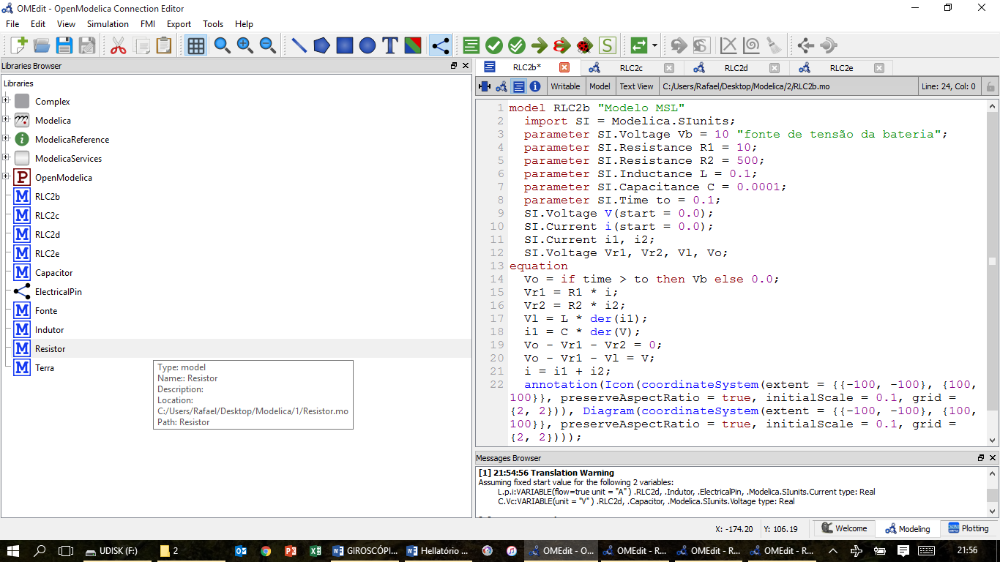 OMEdit - OpenModelica Connection Editor
File Edit View Simulation FMI Export Tools Help
Libraries Browser
Libraries
Complex
Modelica
ModelicaReference
ModelicaServices
OpenModelica
RLC2b
RLC2c
RLC2d
RLC2e
Capacitor
ElectricalPin
Fonte
Indutor
Resistor
Terra
Type: model
Name:: Resistor
Description:
Location:
C:/Users/Rafael/Desktop/Modelica/1/Resistor.mo
Path: Resistor
RLC2b* RLC2c RLC2d RLC2e
Writable Model Text View C:/Users/Rafael/Desktop/Modelica/2/RLC2b.mo Line: 24, Col: 0
1 model RLC2b "Modelo MSL"
2 import SI = Modelica.SIunits;
3 parameter SI.Voltage Vb = 10 "fonte de tensão da bateria";
4 parameter SI.Resistance R1 = 10;
5 parameter SI.Resistance R2 = 500;
6 parameter SI.Inductance L = 0.1;
7 parameter SI.Capacitance C = 0.0001;
8 parameter SI.Time to = 0.1;
9 SI.Voltage V(start = 0.0);
10 SI.Current i(start = 0.0);
11 SI.Current i1, i2;
12 SI.Voltage Vr1, Vr2, Vl, Vo;
13 equation
14 Vo = if time > to then Vb else 0.0;
15 Vr1 = R1 * i;
16 Vr2 = R2 * i2;
17 Vl = L * der(i1);
18 i1 = C * der(V);
19 Vo - Vr1 - Vr2 = 0;
20 Vo - Vr1 - Vl = V;
21 i = i1 + i2;
22 annotation(Icon(coordinateSystem(extent = {{-100, -100}, {100,
100}}, preserveAspectRatio = true, initialScale = 0.1, grid =
{2, 2})), Diagram(coordinateSystem(extent = {{-100, -100}, {100,
100}}, preserveAspectRatio = true, initialScale = 0.1, grid =
{2, 2})));
Messages Browser
[1] 21:54:56 Translation Warning
Assuming fixed start value for the following 2 variables:
L.p.i:VARIABLE(flow=true unit = "A" ) .RLC2d, .Indutor, .ElectricalPin, .Modelica.SIunits.Current type: Real
C.Vc:VARIABLE(unit = "V" ) .RLC2d, .Capacitor, .Modelica.SIunits.Voltage type: Real
X: -174.20 Y: 106.19 Welcome Modeling Plotting
UDISK (F:) 2 GIROSCÓPI... Hellatório ... OMEdit - O... OMEdit - R... OMEdit - R... OMEdit - R... 21:56